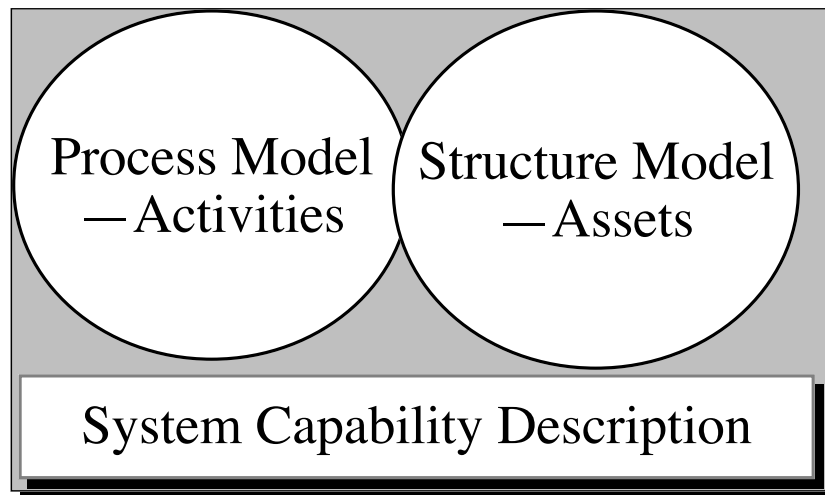 Process Model
—Activities
Structure Model
—Assets
System Capability Description